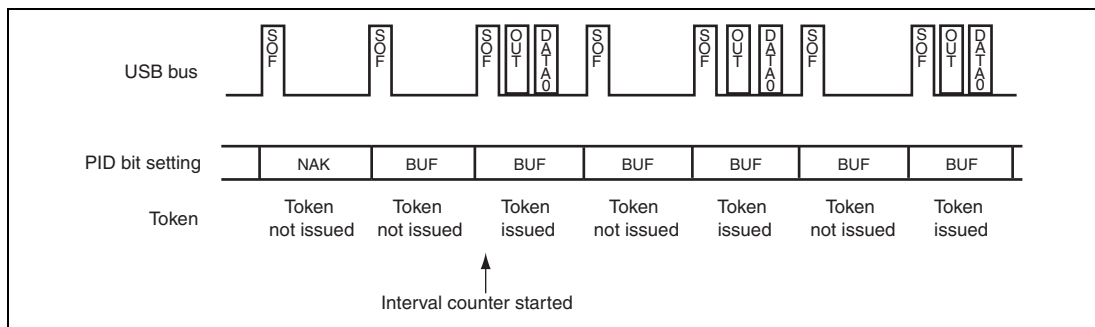 USB bus
SOF
SOF
SOF
OUT
DATA0
SOF
SOF
OUT
DATA0
SOF
SOF
OUT
DATA0
PID bit setting
NAK
BUF
BUF
BUF
BUF
BUF
BUF
Token
Token
not issued
Token
not issued
Token
issued
Token
not issued
Token
issued
Token
not issued
Token
issued
Interval counter started